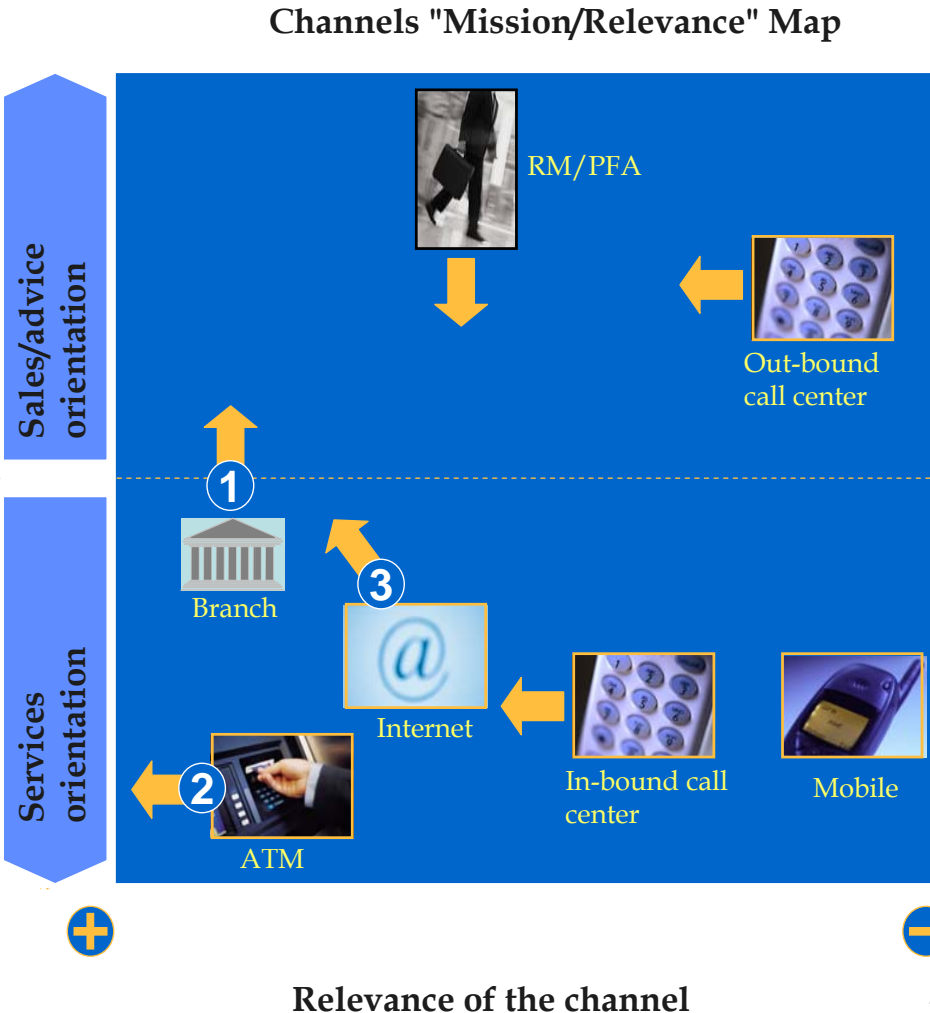 Channels "Mission/Relevance" Map
Sales/advice
orientation
RM/PFA
Out-bound
call center
1
Branch
3
Internet
Services
orientation
2
ATM
In-bound call
center
Mobile
Relevance of the channel